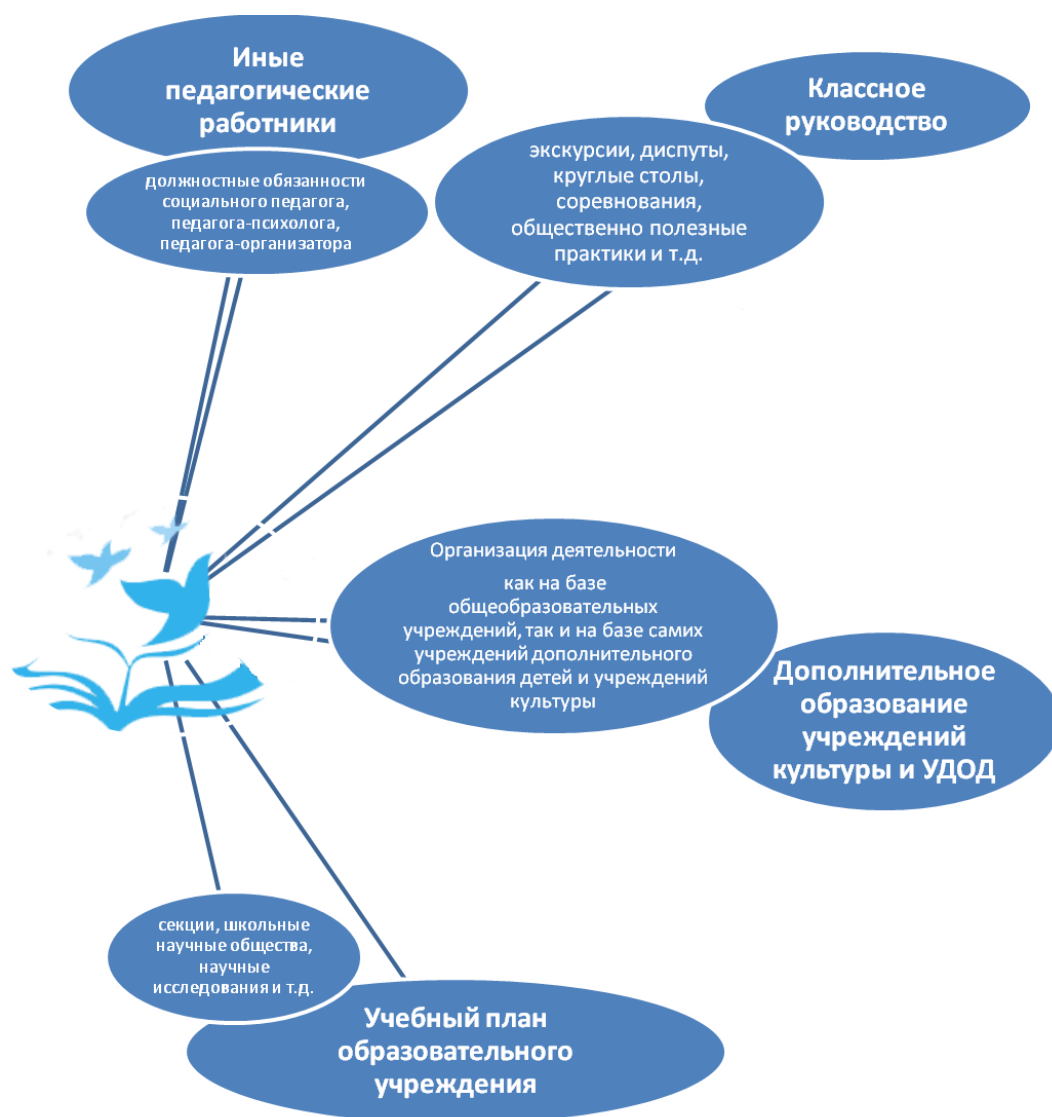 Иные
педагогические
работники
должностные обязанности
социального педагога,
педагога-психолога,
педагога-организатора
Классное
руководство
экскурсии, диспуты,
круглые столы,
соревнования,
общественно полезные
практики и т.д.
Организация деятельности
как на базе
общеобразовательных
учреждений, так и на базе самих
учреждений дополнительного
образования детей и учреждений
культуры
Дополнительное
образование
учреждений
культуры и УДОД
секции, школьные
научные общества,
научные
исследования и т.д.
Учебный план
образовательного
учреждения